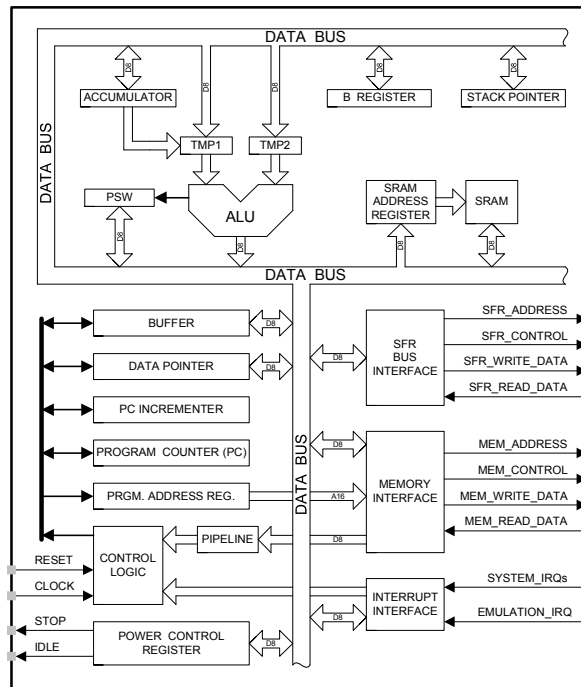 DATA BUS
D8
D8
D8
D8
D8
ACCUMULATOR
B REGISTER
STACK POINTER
TMP1
TMP2
DATA BUS
PSW
ALU
SRAM
ADDRESS
REGISTER
SRAM
D8
D8
D8
D8
DATA BUS
BUFFER
D8
SFR_ADDRESS
DATA POINTER
D8
D8
SFR
BUS
INTERFACE
SFR_CONTROL
SFR_WRITE_DATA
SFR_READ_DATA
PC INCREMENTER
DATA BUS
PROGRAM COUNTER (PC)
D8
MEM_ADDRESS
PRGM. ADDRESS REG.
A16
MEMORY
INTERFACE
MEM_CONTROL
MEM_WRITE_DATA
MEM_READ_DATA
PIPELINE
D8
RESET
CONTROL
LOGIC
CLOCK
SYSTEM_IRQs
INTERRUPT
INTERFACE
EMULATION_IRQ
D8
STOP
IDLE
POWER CONTROL
REGISTER
D8